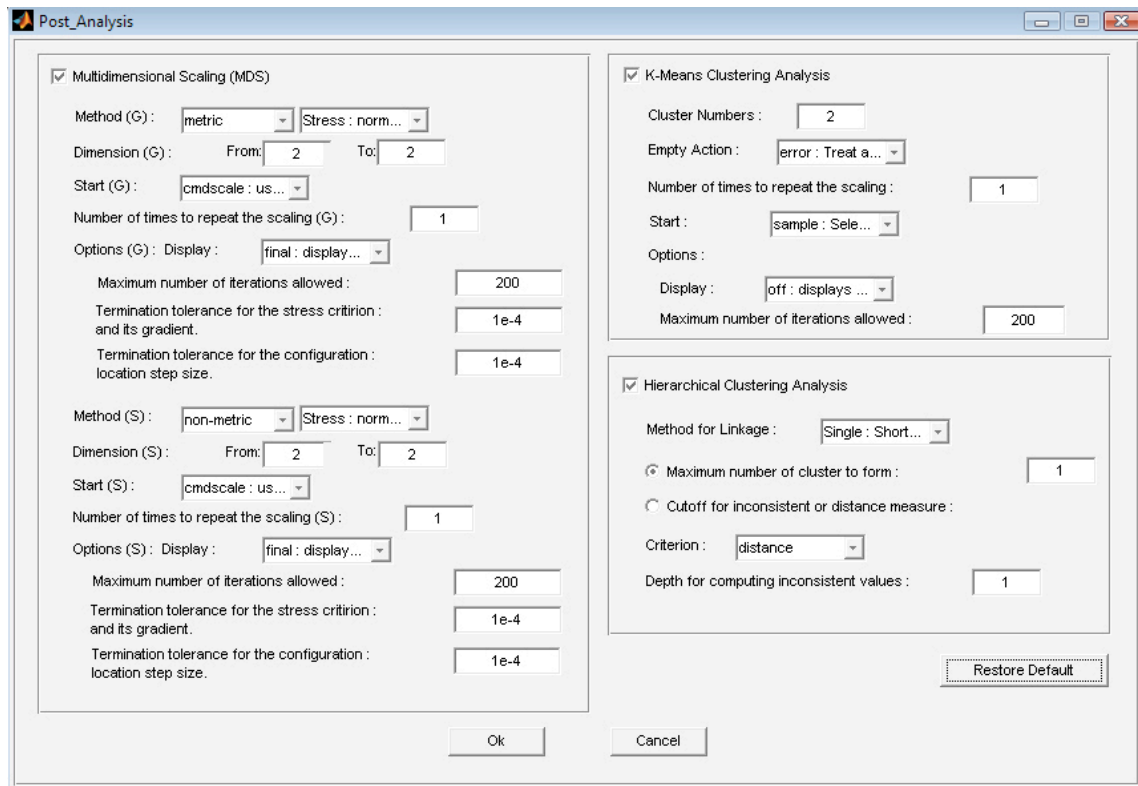 Post_Analysis
Multidimensional Scaling (MDS)
Method (G) : metric Stress : norm...
Dimension (G) : From: 2 To: 2
Start (G) : cmdscale : us...
Number of times to repeat the scaling (G) : 1
Options (G) : Display : final : display...
Maximum number of iterations allowed : 200
Termination tolerance for the stress critirion :
and its gradient. 1e-4
Termination tolerance for the configuration :
location step size. 1e-4
Method (S) : non-metric Stress : norm...
Dimension (S) : From: 2 To: 2
Start (S) : cmdscale : us...
Number of times to repeat the scaling (S) : 1
Options (S) : Display : final : display...
Maximum number of iterations allowed : 200
Termination tolerance for the stress critirion :
and its gradient. 1e-4
Termination tolerance for the configuration :
location step size. 1e-4
K-Means Clustering Analysis
Cluster Numbers : 2
Empty Action : error : Treat a...
Number of times to repeat the scaling : 1
Start : sample : Sele...
Options :
Display : off : displays ...
Maximum number of iterations allowed : 200
Hierarchical Clustering Analysis
Method for Linkage : Single : Short...
Maximum number of cluster to form : 1
Cutoff for inconsistent or distance measure :
Criterion : distance
Depth for computing inconsistent values : 1
Restore Default
Ok Cancel